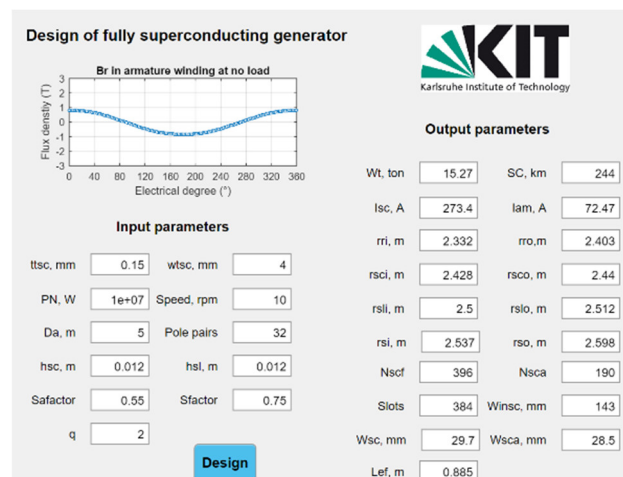 Design of fully superconducting generator
KIT
Karlsruhe Institute of Technology
Br in armature winding at no load
Flux denstiy (T)
3
2
1
0
-1
-2
-3
0 40 80 120 160 200 240 280 320 360
Electrical degree (°)
Input parameters
ttsc, mm 0.15 wtsc, mm 4
PN, W 1e+07 Speed, rpm 10
Da, m 5 Pole pairs 32
hsc, m 0.012 hsl, m 0.012
Safactor 0.55 Sfactor 0.75
q 2
Design
Output parameters
Wt, ton 15.27 SC, km 244
Isc, A 273.4 Iam, A 72.47
rri, m 2.332 rro,m 2.403
rsci, m 2.428 rsco, m 2.44
rsli, m 2.5 rslo, m 2.512
rsi, m 2.537 rso, m 2.598
Nscf 396 Nsca 190
Slots 384 Winsc, mm 143
Wsc, mm 29.7 Wsca, mm 28.5
Lef, m 0.885